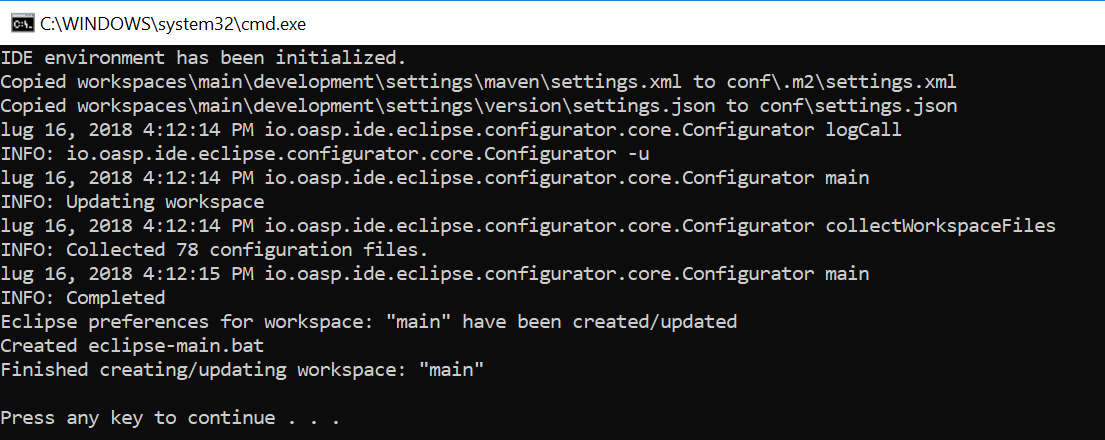 C:\WINDOWS\system32\cmd.exe
IDE environment has been initialized.
Copied workspaces\main\development\settings\maven\settings.xml to conf\.m2\settings.xml
Copied workspaces\main\development\settings\version\settings.json to conf\settings.json
lug 16, 2018 4:12:14 PM io.oasp.ide.eclipse.configurator.core.Configurator logCall
INFO: io.oasp.ide.eclipse.configurator.core.Configurator -u
lug 16, 2018 4:12:14 PM io.oasp.ide.eclipse.configurator.core.Configurator main
INFO: Updating workspace
lug 16, 2018 4:12:14 PM io.oasp.ide.eclipse.configurator.core.Configurator collectWorkspaceFiles
INFO: Collected 78 configuration files.
lug 16, 2018 4:12:15 PM io.oasp.ide.eclipse.configurator.core.Configurator main
INFO: Completed
Eclipse preferences for workspace: "main" have been created/updated
Created eclipse-main.bat
Finished creating/updating workspace: "main"
Press any key to continue . . .